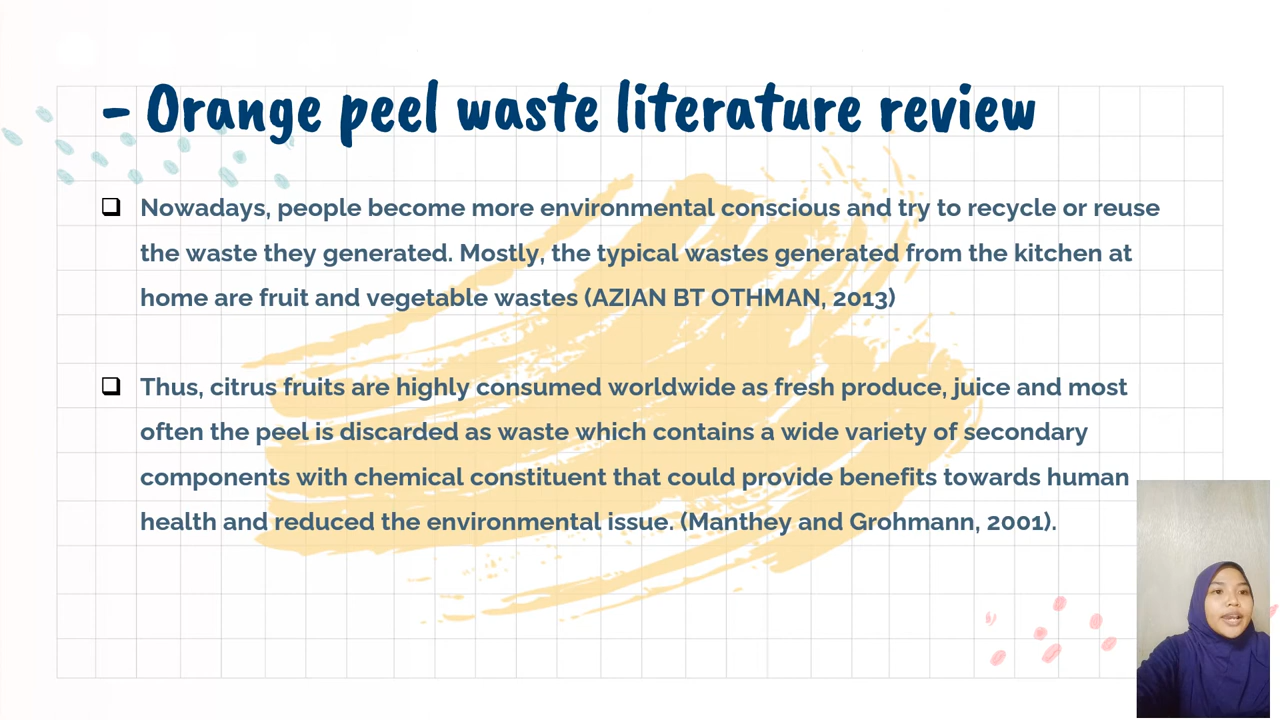 - Orange peel waste literature review
Nowadays, people become more environmental conscious and try to recycle or reuse
the waste they generated. Mostly, the typical wastes generated from the kitchen at
home are fruit and vegetable wastes (AZIAN BT OTHMAN, 2013)
Thus, citrus fruits are highly consumed worldwide as fresh produce, juice and most
often the peel is discarded as waste which contains a wide variety of secondary
components with chemical constituent that could provide benefits towards human
health and reduced the environmental issue. (Manthey and Grohmann, 2001).